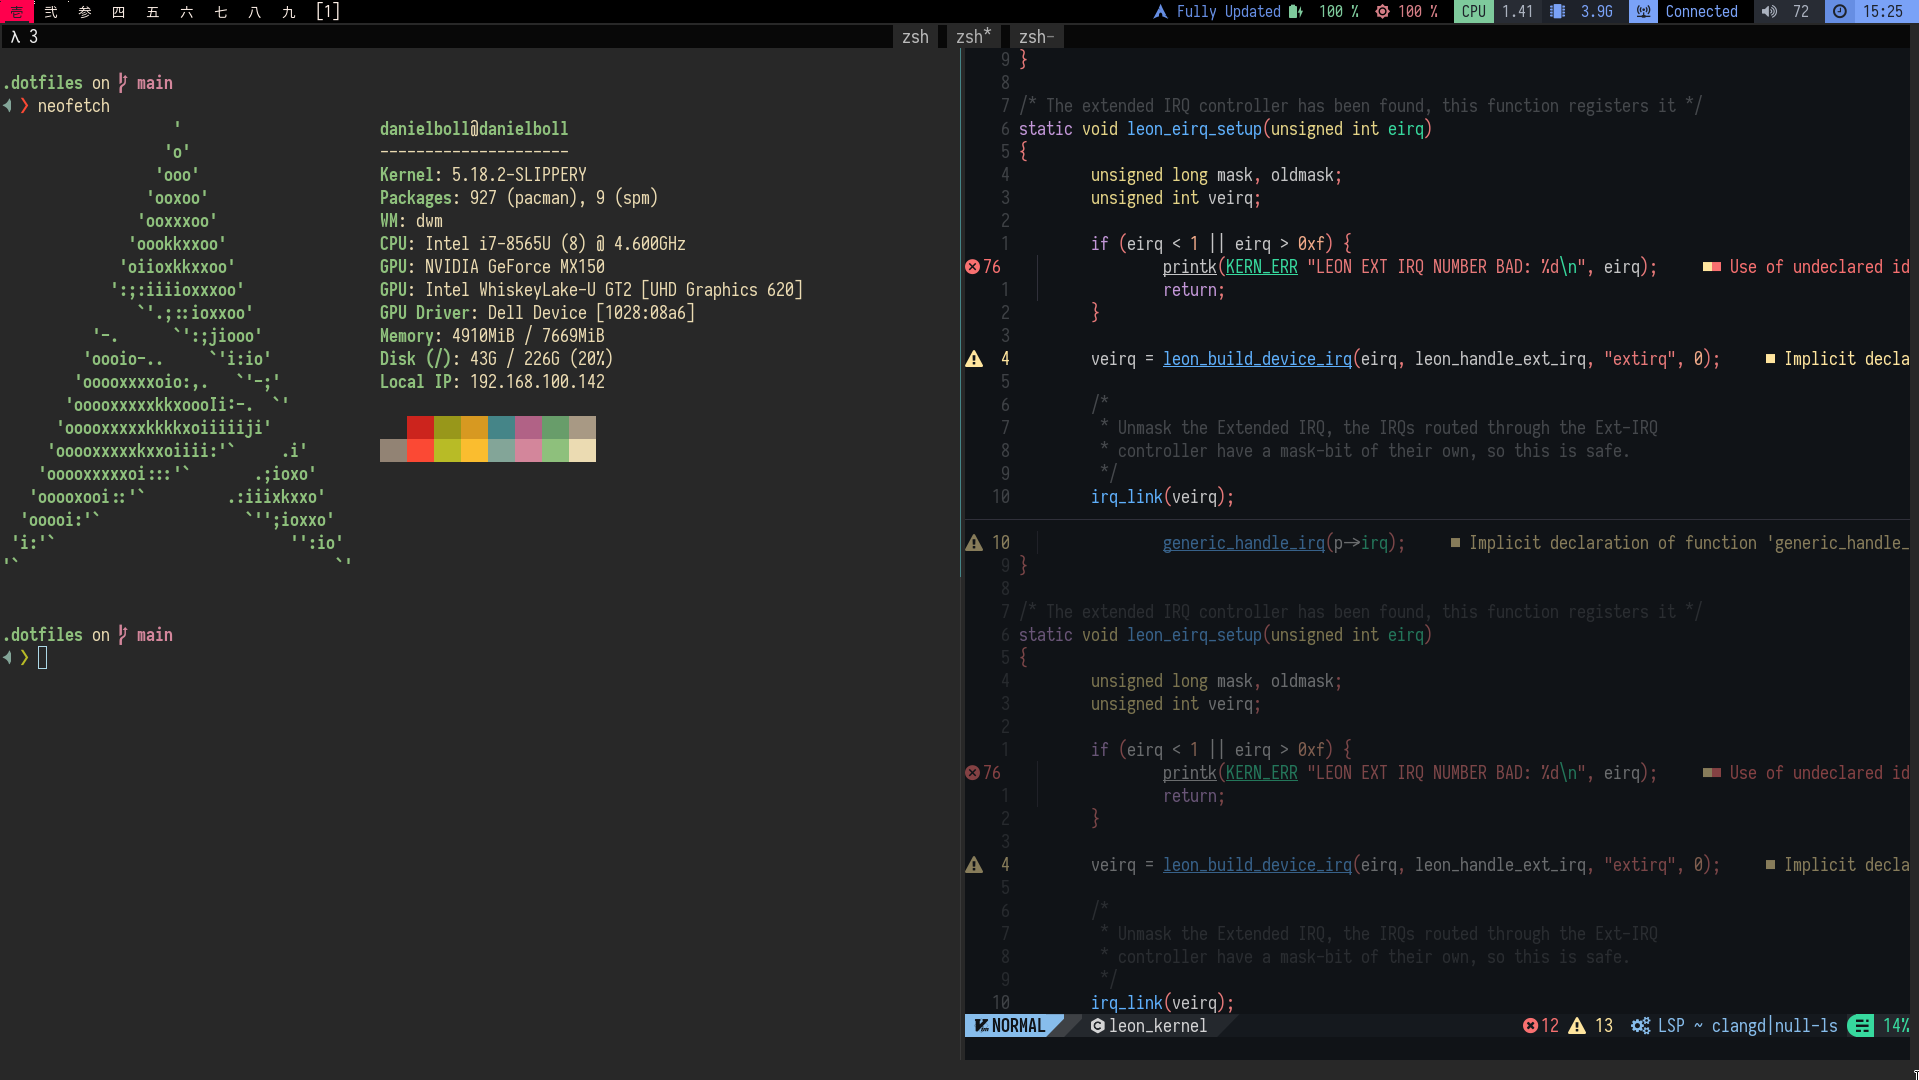 壱 弐 参 四 五 六 七 八 九 [1] Fully Updated 100 % 100 % CPU 1.41 3.9G Connected 72 15:25
λ 3 zsh zsh* zsh-
.dotfiles on main
❯ neofetch
'
'o'
'ooo'
'ooxoo'
'ooxxxoo'
'oookkxxoo'
'oiioxkkxxoo'
':;:iiiioxxxoo'
`'.;::ioxxoo'
'-. `':;jiooo'
'oooio-.. `'i:io'
'ooooxxxxoio:,. `'-;'
'ooooxxxxxkkxoooIi:-. `'
'ooooxxxxxkkkkxoiiiiiji'
'ooooxxxxxkxxoiiii:'` .i'
'ooooxxxxxoi:::'` .;ioxo'
'ooooxooi::'` .:iiixkxxo'
'ooooi:'` `'';ioxxo'
'i:'` '':io'
'` `'
danielboll@danielboll
---------------------
Kernel: 5.18.2-SLIPPERY
Packages: 927 (pacman), 9 (spm)
WM: dwm
CPU: Intel i7-8565U (8) @ 4.600GHz
GPU: NVIDIA GeForce MX150
GPU: Intel WhiskeyLake-U GT2 [UHD Graphics 620]
GPU Driver: Dell Device [1028:08a6]
Memory: 4910MiB / 7669MiB
Disk (/): 43G / 226G (20%)
Local IP: 192.168.100.142
.dotfiles on main
❯
9 }
8
7 /* The extended IRQ controller has been found, this function registers it */
6 static void leon_eirq_setup(unsigned int eirq)
5 {
4 unsigned long mask, oldmask;
3 unsigned int veirq;
2
1 if (eirq < 1 || eirq > 0xf) {
76 printk(KERN_ERR "LEON EXT IRQ NUMBER BAD: %d\n", eirq); Use of undeclared id
1 return;
2 }
3
4 veirq = leon_build_device_irq(eirq, leon_handle_ext_irq, "extirq", 0); Implicit decla
5
6 /*
7 * Unmask the Extended IRQ, the IRQs routed through the Ext-IRQ
8 * controller have a mask-bit of their own, so this is safe.
9 */
10 irq_link(veirq);
10 generic_handle_irq(p->irq); Implicit declaration of function 'generic_handle_
9 }
8
7 /* The extended IRQ controller has been found, this function registers it */
6 static void leon_eirq_setup(unsigned int eirq)
5 {
4 unsigned long mask, oldmask;
3 unsigned int veirq;
2
1 if (eirq < 1 || eirq > 0xf) {
76 printk(KERN_ERR "LEON EXT IRQ NUMBER BAD: %d\n", eirq); Use of undeclared id
1 return;
2 }
3
4 veirq = leon_build_device_irq(eirq, leon_handle_ext_irq, "extirq", 0); Implicit decla
5
6 /*
7 * Unmask the Extended IRQ, the IRQs routed through the Ext-IRQ
8 * controller have a mask-bit of their own, so this is safe.
9 */
10 irq_link(veirq);
NORMAL leon_kernel 12 13 LSP ~ clangd|null-ls 14%